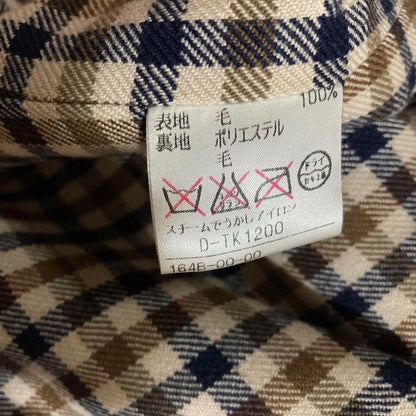 100%
表地 毛
裏地 ポリエステル
毛
ドライ
セキユ系
スチームでうかしアイロン
D-TK1200
164B-00-00